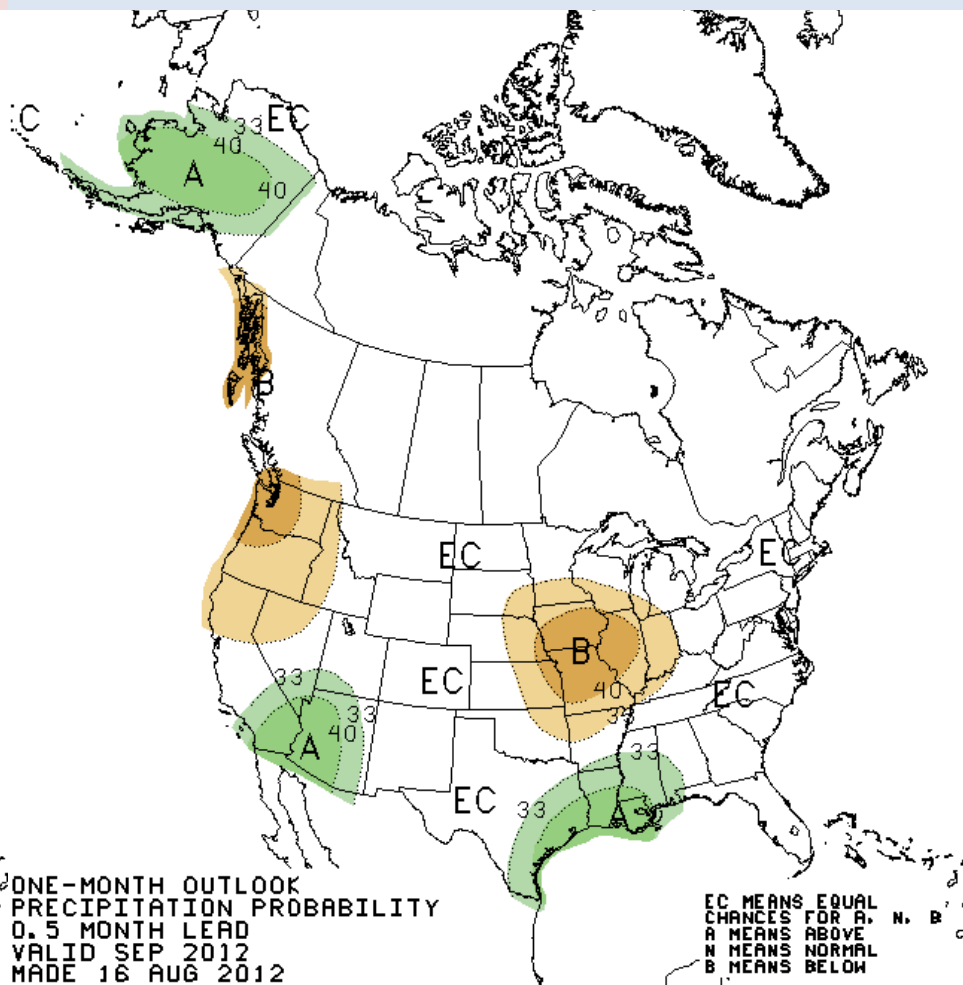 EC
33
EC
40
A
40
B
EC
EC
B
33
EC
40
EC
33
40
A
33
EC
33
A
ONE-MONTH OUTLOOK
PRECIPITATION PROBABILITY
0.5 MONTH LEAD
VALID SEP 2012
MADE 16 AUG 2012
EC MEANS EQUAL
CHANCES FOR A, N, B
A MEANS ABOVE
N MEANS NORMAL
B MEANS BELOW